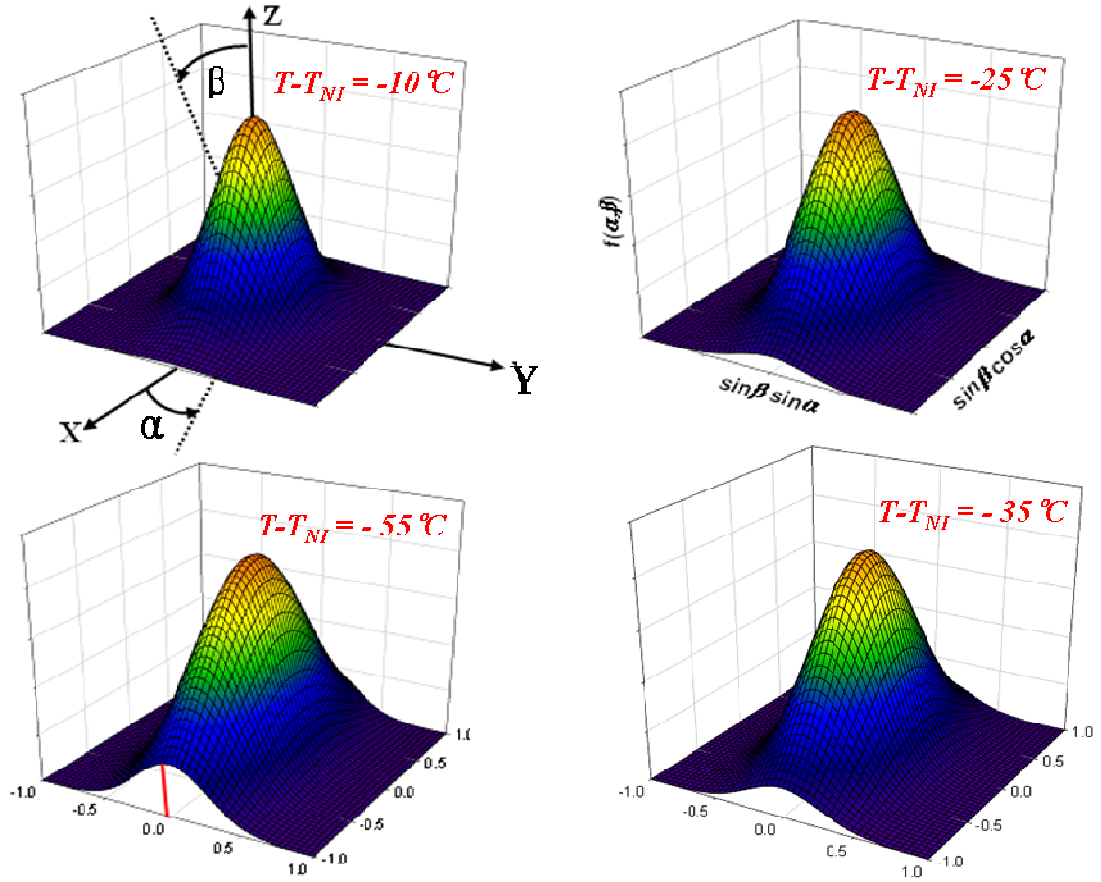 Z
β
T-T_NI = -10 °C
Y
X
α
T-T_NI = -25 °C
f(α,β)
sinβ sinα
sinβ cosα
T-T_NI = - 55 °C
-1.0
-0.5
0.0
0.5
1.0
-1.0
-0.5
0.0
0.5
1.0
T-T_NI = - 35 °C
-1.0
-0.5
0.0
0.5
1.0
-1.0
-0.5
0.0
0.5
1.0